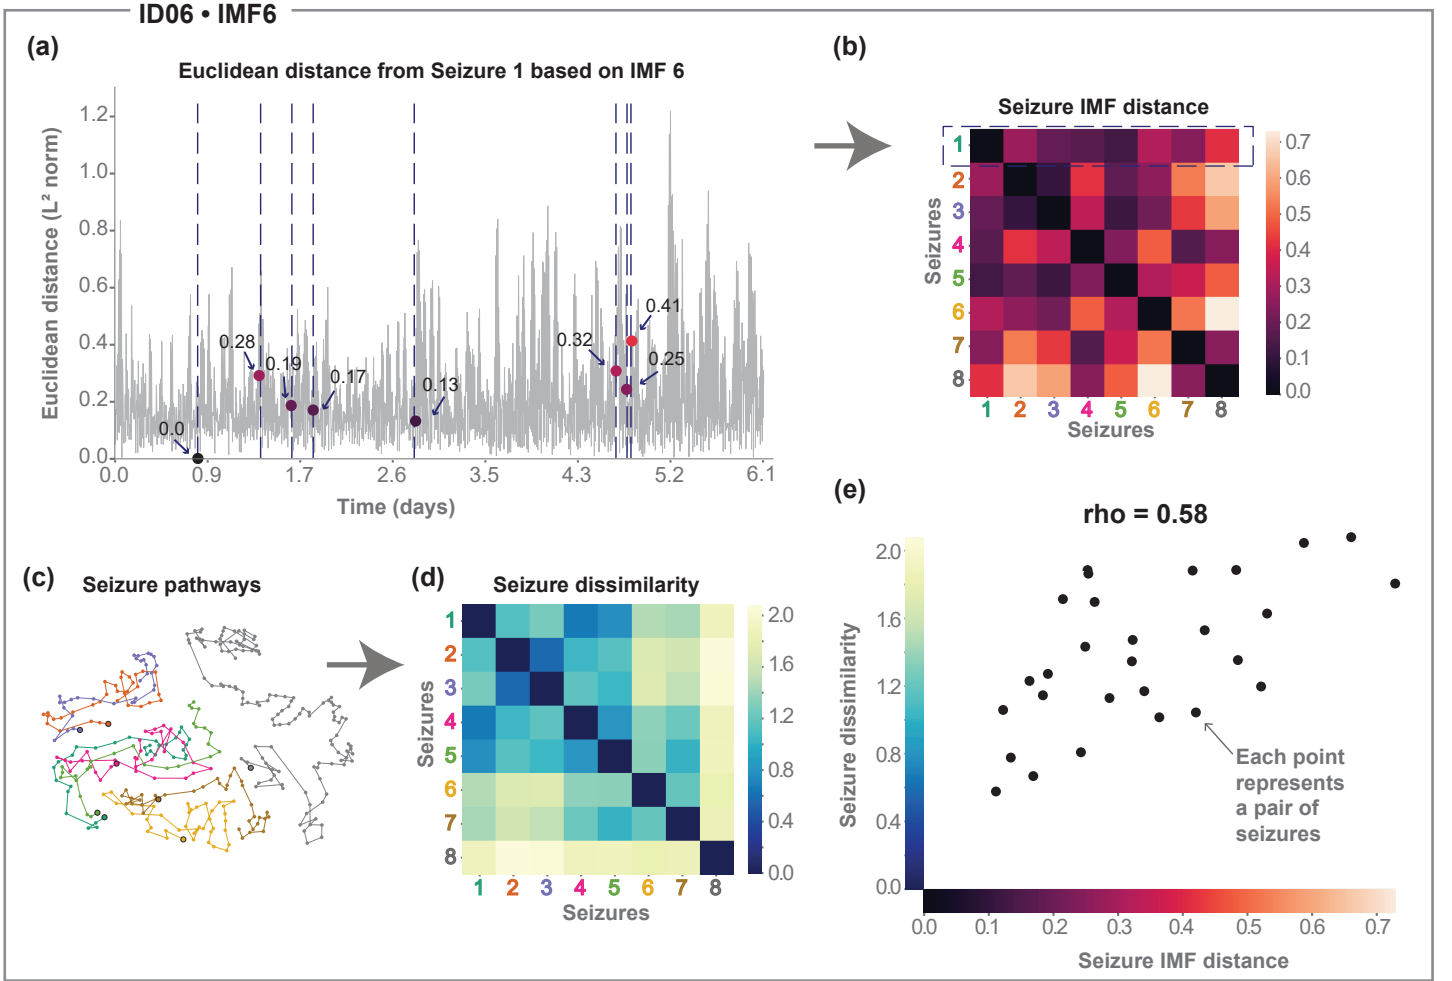 ID06 • IMF6
(a)
Euclidean distance from Seizure 1 based on IMF 6
Euclidean distance (L² norm)
1.2
1.0
0.8
0.6
0.4
0.2
0.0
0.0
0.28
0.19
0.17
0.13
0.32
0.41
0.25
0.0 0.9 1.7 2.6 3.5 4.3 5.2 6.1
Time (days)
(b)
Seizure IMF distance
Seizures
1
2
3
4
5
6
7
8
1 2 3 4 5 6 7 8
Seizures
0.7
0.6
0.5
0.4
0.3
0.2
0.1
0.0
(c)
Seizure pathways
(d)
Seizure dissimilarity
Seizures
1
2
3
4
5
6
7
8
1 2 3 4 5 6 7 8
Seizures
2.0
1.6
1.2
0.8
0.4
0.0
(e)
rho = 0.58
Seizure dissimilarity
2.0
1.6
1.2
0.8
0.4
0.0
Each point
represents
a pair of
seizures
0.0 0.1 0.2 0.3 0.4 0.5 0.6 0.7
Seizure IMF distance